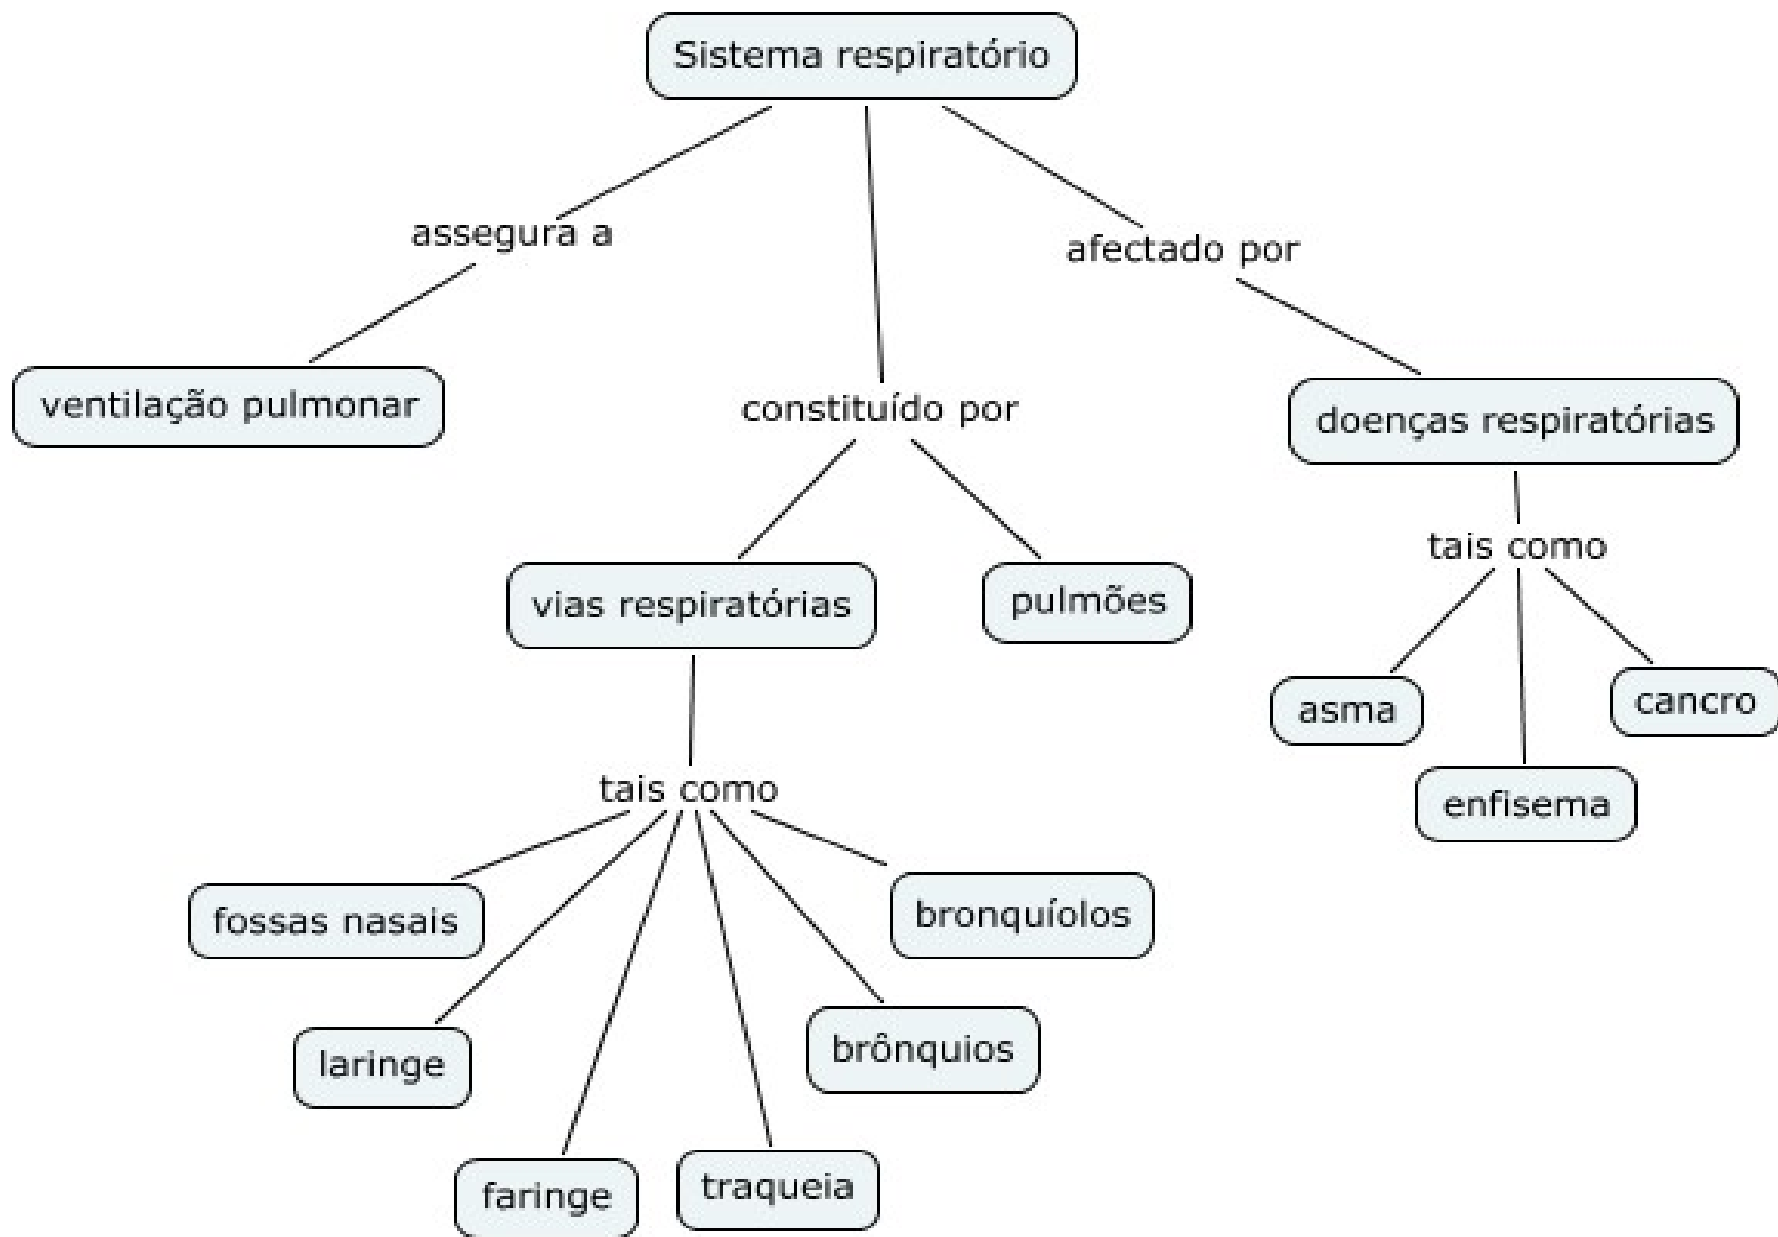 Sistema respiratório
assegura a
afectado por
ventilação pulmonar
constituído por
doenças respiratórias
vias respiratórias
pulmões
tais como
asma
cancro
enfisema
tais como
fossas nasais
bronquíolos
laringe
brônquios
faringe
traqueia